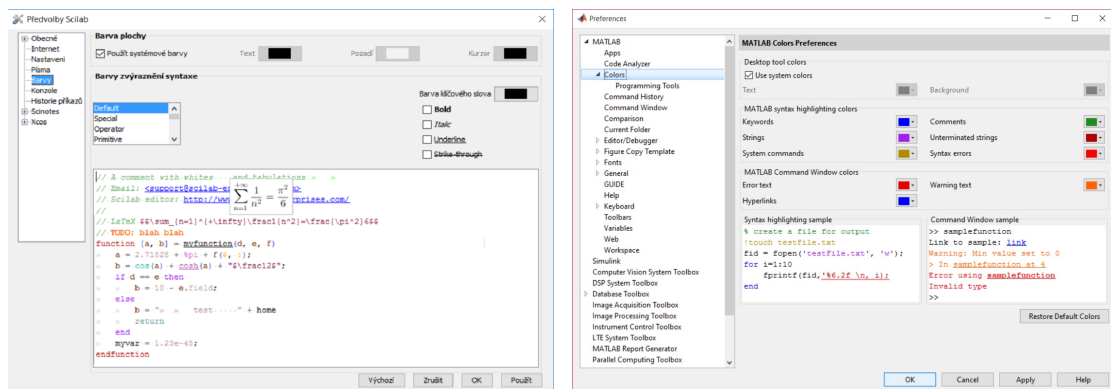 Předvolby Scilab
Obecné
Internet
Nastavení
Písma
Barvy
Konzole
Historie příkazů
Scinotes
Xcos
Barva plochy
Použít systémové barvy Text Pozadí Kurzor
Barvy zvýraznění syntaxe
Barva klíčového slova
Default
Special
Operator
Primitive
Bold
Italic
Underline
Strike-through
// A comment with whites and tabulations » »
// Email: <support@scilab-e
// Scilab editor: http://ww prises.com/
//
// LaTeX $$\sum_{n=1}^{+\infty}\frac1{n^2}=\frac{\pi^2}6$$
// TODO: blah blah
function [a, b] = myfunction(d, e, f)
» a = 2.71828 + %pi + f($, :);
» b = cos(a) + cosh(a) + "$\frac12$";
» if d == e then
» » b = 10 - e.field;
» else
» » b = "» » test·····" + home
» » return
» end
» myvar = 1.23e-45;
endfunction
+∞ ∑ n=1 1/n² = π²/6
Výchozí Zrušit OK Použít
Preferences
MATLAB
Apps
Code Analyzer
Colors
Programming Tools
Command History
Command Window
Comparison
Current Folder
Editor/Debugger
Figure Copy Template
Fonts
General
GUIDE
Help
Keyboard
Toolbars
Variables
Web
Workspace
Simulink
Computer Vision System Toolbox
DSP System Toolbox
Database Toolbox
Image Acquisition Toolbox
Image Processing Toolbox
Instrument Control Toolbox
LTE System Toolbox
MATLAB Report Generator
Parallel Computing Toolbox
MATLAB Colors Preferences
Desktop tool colors
Use system colors
Text Background
MATLAB syntax highlighting colors
Keywords Comments
Strings Unterminated strings
System commands Syntax errors
MATLAB Command Window colors
Error text Warning text
Hyperlinks
Syntax highlighting sample
% create a file for output
!touch testFile.txt
fid = fopen('testFile.txt', 'w');
for i=1:10
fprintf(fid,'%6.2f \n, i);
end
Command Window sample
>> samplefunction
Link to sample: link
Warning: Min value set to 0
> In samplefunction at 4
Error using samplefunction
Invalid type
>>
Restore Default Colors
OK Cancel Apply Help